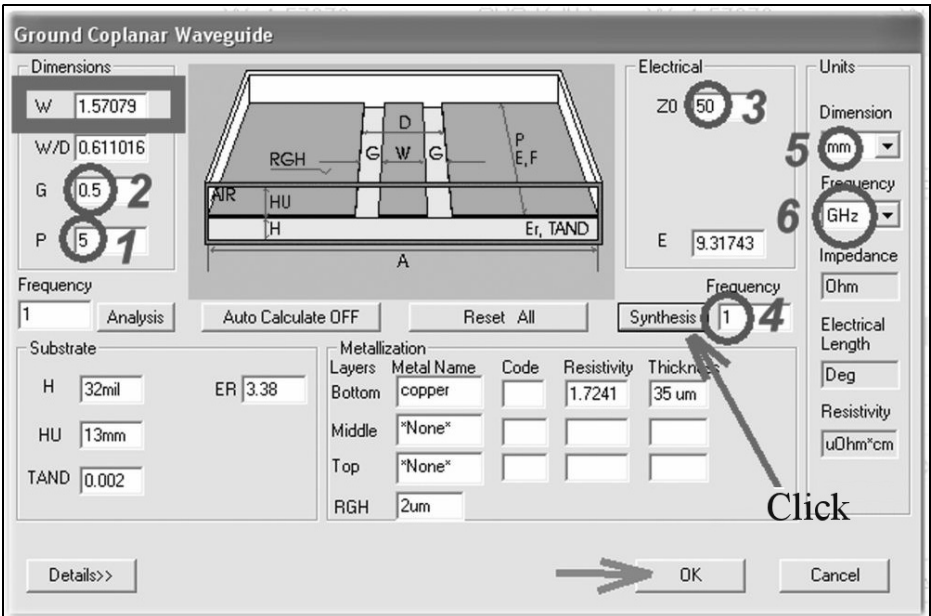 Ground Coplanar Waveguide
Dimensions
W 1.57079
W/D 0.611016
G 0.5 2
P 5 1
Frequency
1 Analysis
D
G W G
RGH
P
E,F
AIR
HU
H
Er, TAND
A
Electrical
Z0 50 3
E 9.31743
Frequency
Auto Calculate OFF Reset All Synthesis 1 4
Units
Dimension
5 mm
Frequency
6 GHz
Impedance
Ohm
Electrical
Length
Deg
Resistivity
uOhm*cm
Substrate
H 32mil ER 3.38
HU 13mm
TAND 0.002
Metallization
Layers Metal Name Code Resistivity Thickness
Bottom copper 1.7241 35 um
Middle *None*
Top *None*
RGH 2um
Click
Details>> OK Cancel